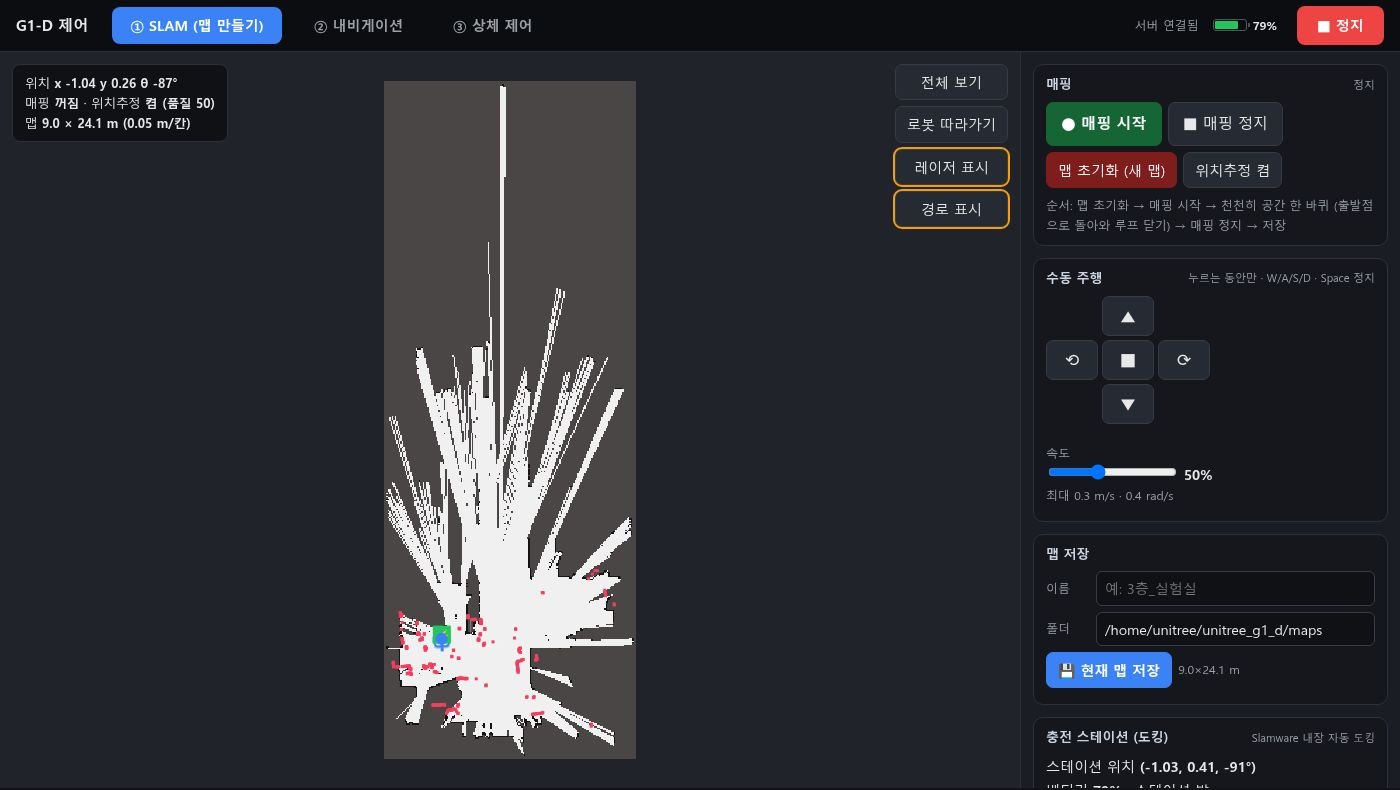 G1-D 제어
① SLAM (맵 만들기)
② 내비게이션
③ 상체 제어
서버 연결됨
79%
■ 정지
위치 x -1.04 y 0.26 θ -87°
매핑 꺼짐 · 위치추정 켬 (품질 50)
맵 9.0 × 24.1 m (0.05 m/칸)
전체 보기
로봇 따라가기
레이저 표시
경로 표시
매핑
정지
● 매핑 시작
■ 매핑 정지
맵 초기화 (새 맵)
위치추정 켬
순서: 맵 초기화 → 매핑 시작 → 천천히 공간 한 바퀴 (출발점
으로 돌아와 루프 닫기) → 매핑 정지 → 저장
수동 주행
누르는 동안만 · W/A/S/D · Space 정지
▲
⟲ ■ ⟳
▼
속도
50%
최대 0.3 m/s · 0.4 rad/s
맵 저장
이름
예: 3층_실험실
폴더
/home/unitree/unitree_g1_d/maps
💾 현재 맵 저장
9.0×24.1 m
충전 스테이션 (도킹)
Slamware 내장 자동 도킹
스테이션 위치 (-1.03, 0.41, -91°)